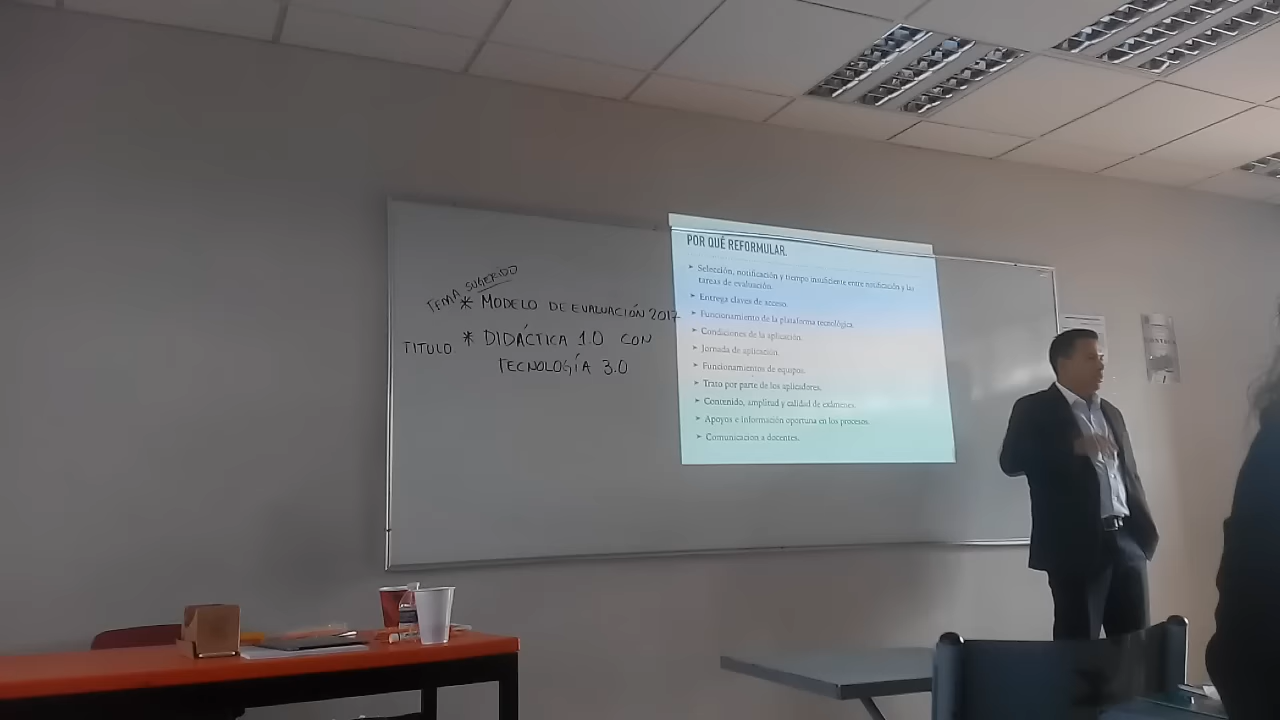 TEMA SUGERIDO
* MODELO DE EVALUACIÓN 2017
TITULO * DIDÁCTICA 1.0 CON
TECNOLOGÍA 3.0
POR QUÉ REFORMULAR.
➤ Selección, notificación y tiempo insuficiente entre notificación y las
tareas de evaluación.
➤ Entrega claves de acceso.
➤ Funcionamiento de la plataforma tecnológica.
➤ Condiciones de la aplicación.
➤ Jornada de aplicación.
➤ Funcionamientos de equipos.
➤ Trato por parte de los aplicadores.
➤ Contenido, amplitud y calidad de exámenes.
➤ Apoyos e información oportuna en los procesos.
➤ Comunicación a docentes.